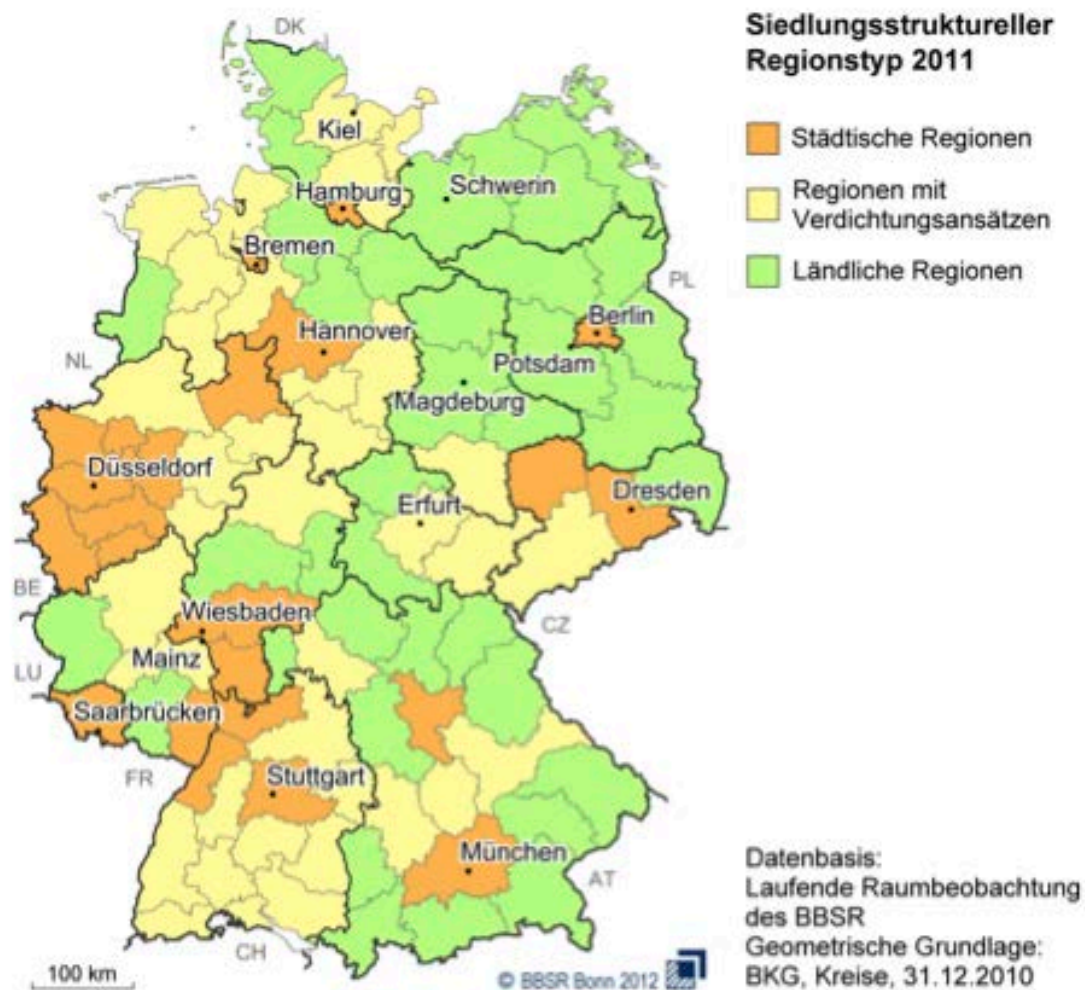 Siedlungsstruktureller
Regionstyp 2011
Städtische Regionen
Regionen mit
Verdichtungsansätzen
Ländliche Regionen
DK
Kiel
Hamburg
Schwerin
Bremen
PL
Berlin
Hannover
NL
Potsdam
Magdeburg
Düsseldorf
Erfurt
Dresden
BE
Wiesbaden
CZ
Mainz
LU
Saarbrücken
FR
Stuttgart
München
AT
CH
100 km
© BBSR Bonn 2012
Datenbasis:
Laufende Raumbeobachtung
des BBSR
Geometrische Grundlage:
BKG, Kreise, 31.12.2010